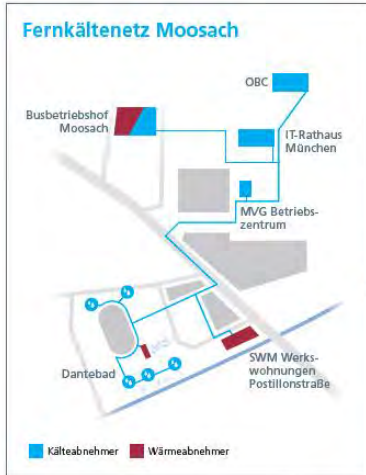 Fernkältenetz Moosach
OBC
Busbetriebshof
Moosach
IT-Rathaus
München
MVG Betriebs-
zentrum
Dantebad
SWM Werks-
wohnungen
Postillonstraße
Kälteabnehmer
Wärmeabnehmer